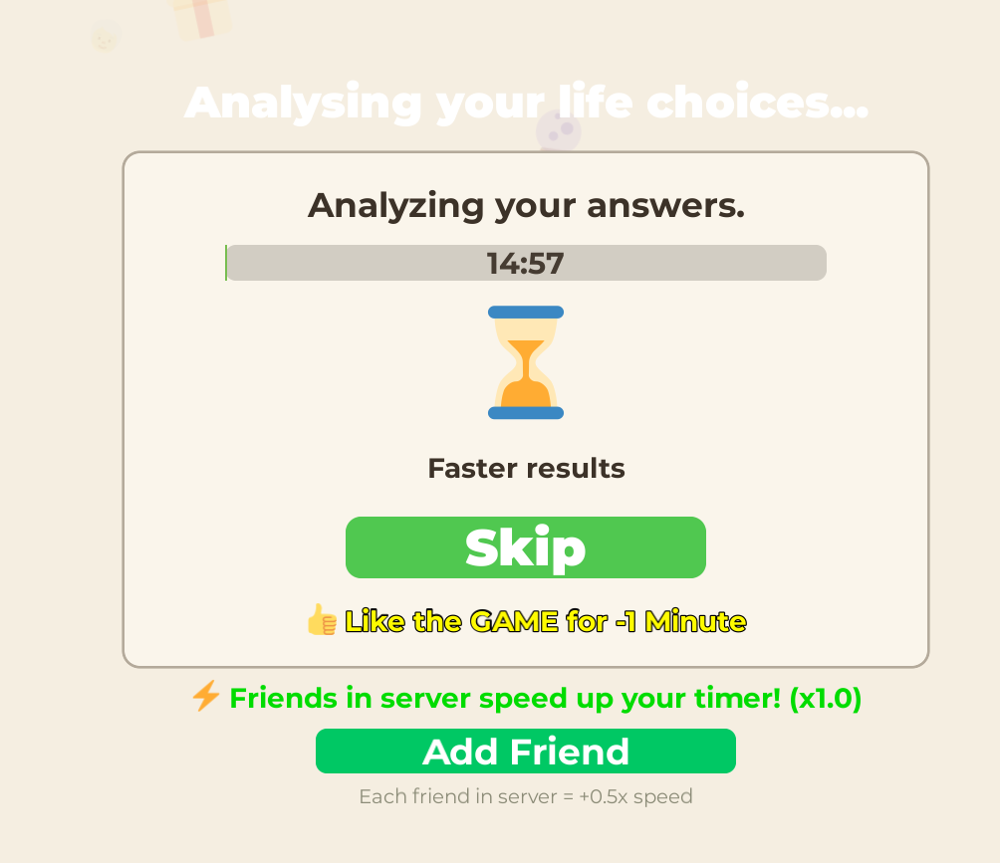 Analysing your life choices...
Analyzing your answers.
14:57
Faster results
Skip
👍 Like the GAME for -1 Minute
⚡ Friends in server speed up your timer! (x1.0)
Add Friend
Each friend in server = +0.5x speed